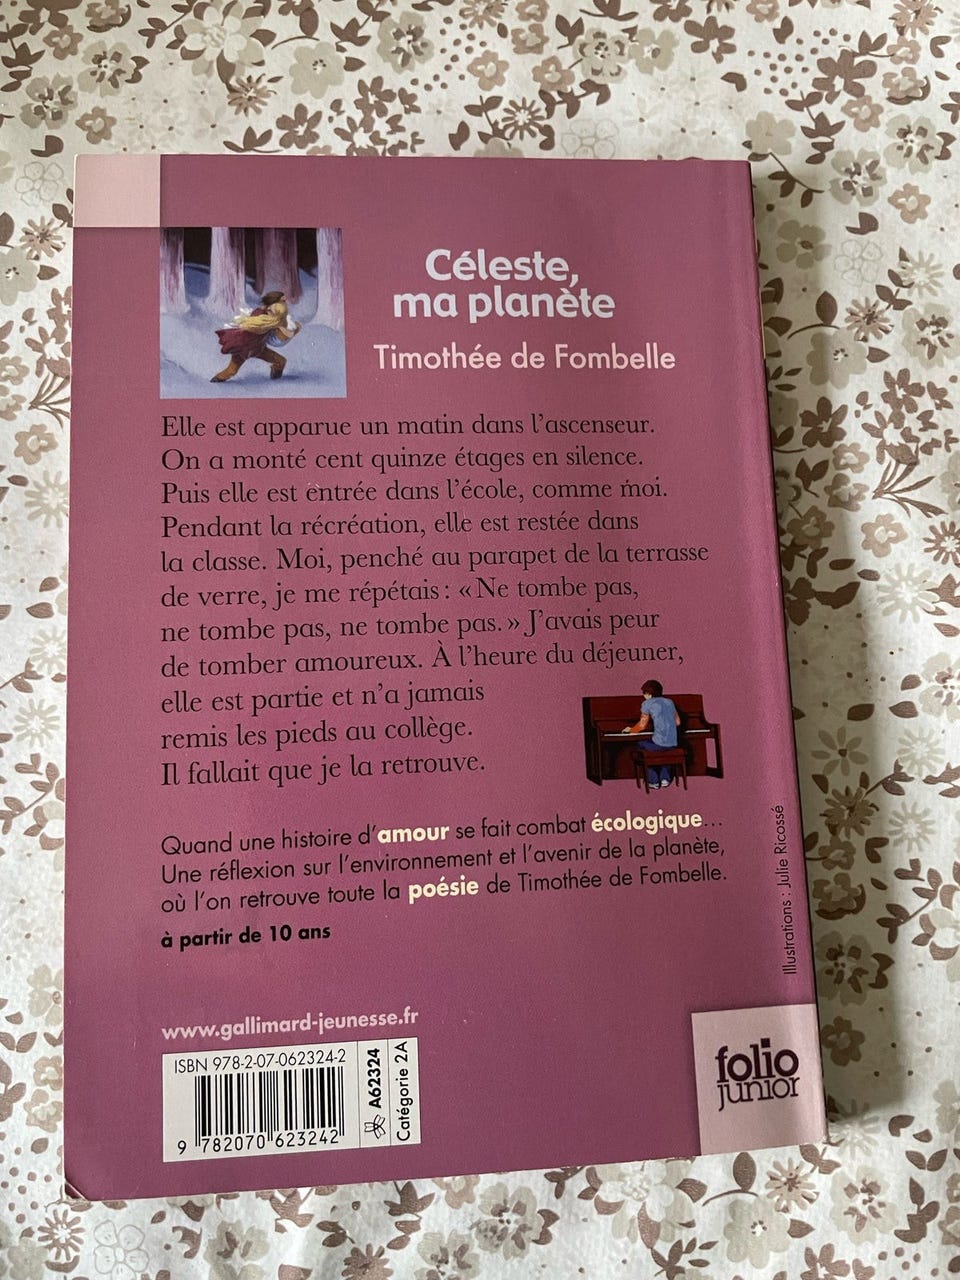 Céleste,
ma planète
Timothée de Fombelle
Elle est apparue un matin dans l'ascenseur.
On a monté cent quinze étages en silence.
Puis elle est entrée dans l'école, comme moi.
Pendant la récréation, elle est restée dans
la classe. Moi, penché au parapet de la terrasse
de verre, je me répétais : « Ne tombe pas,
ne tombe pas, ne tombe pas. » J'avais peur
de tomber amoureux. À l'heure du déjeuner,
elle est partie et n'a jamais
remis les pieds au collège.
Il fallait que je la retrouve.
Quand une histoire d'amour se fait combat écologique...
Une réflexion sur l'environnement et l'avenir de la planète,
où l'on retrouve toute la poésie de Timothée de Fombelle.
à partir de 10 ans
Illustrations : Julie Ricossé
www.gallimard-jeunesse.fr
ISBN 978-2-07-062324-2
9 782070 623242
A62324
Catégorie 2A
folio
junior